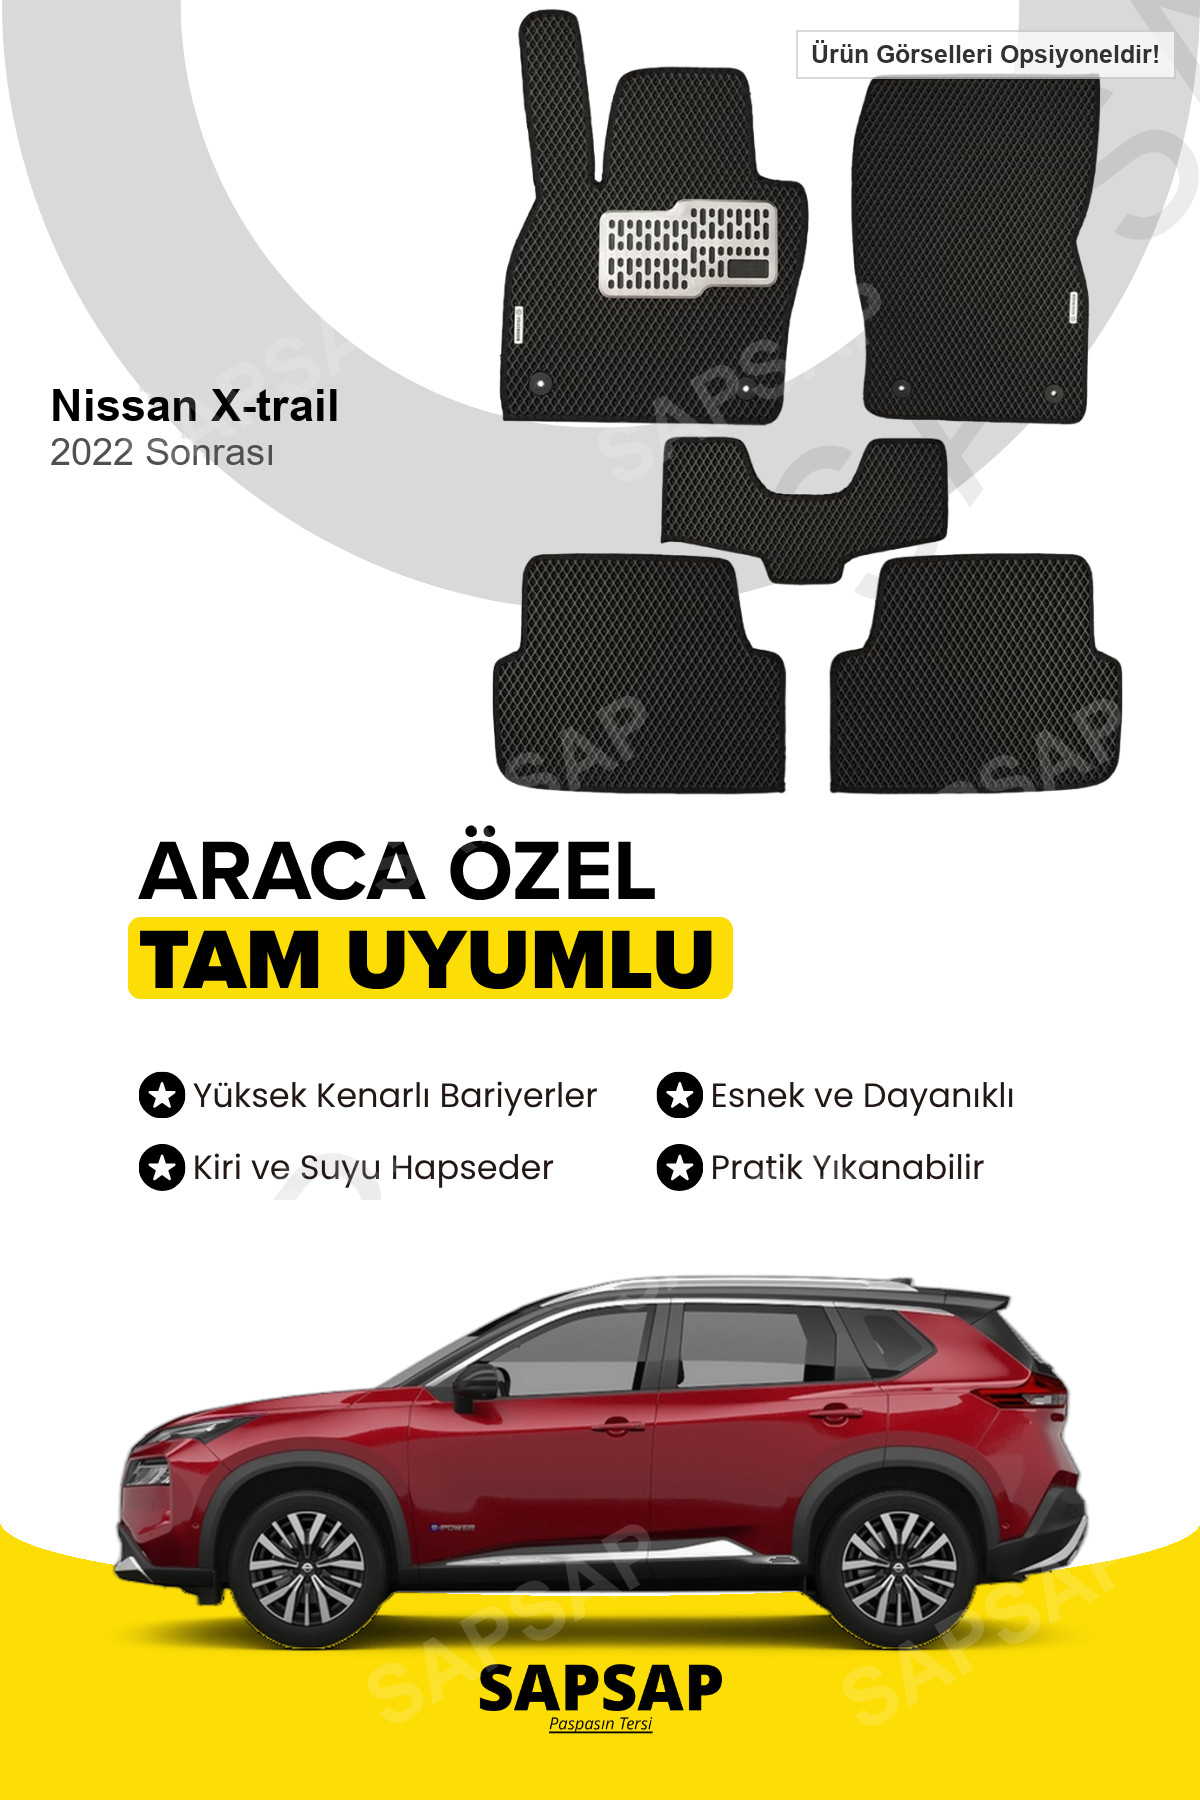 Ürün Görselleri Opsiyoneldir!
Nissan X-trail
2022 Sonrası
ARACA ÖZEL
TAM UYUMLU
Yüksek Kenarlı Bariyerler
Esnek ve Dayanıklı
Kiri ve Suyu Hapseder
Pratik Yıkanabilir
e-POWER
SAPSAP
Paspasın Tersi